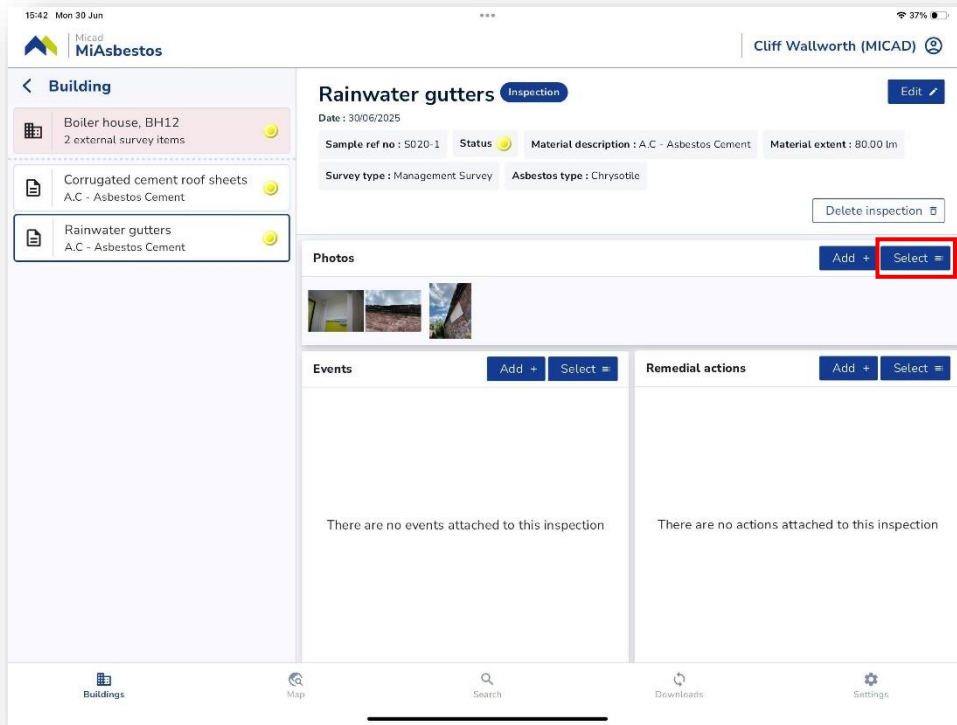 15:42 Mon 30 Jun
37%
Micad
MiAsbestos
Cliff Wallworth (MICAD)
Building
Boiler house, BH12
2 external survey items
Corrugated cement roof sheets
A.C - Asbestos Cement
Rainwater gutters
A.C - Asbestos Cement
Rainwater gutters Inspection
Edit
Date : 30/06/2025
Sample ref no : S020-1 Status Material description : A.C - Asbestos Cement Material extent : 80.00 lm
Survey type : Management Survey Asbestos type : Chrysotile
Delete inspection
Photos Add + Select
Events Add + Select
There are no events attached to this inspection
Remedial actions Add + Select
There are no actions attached to this inspection
Buildings Map Search Downloads Settings